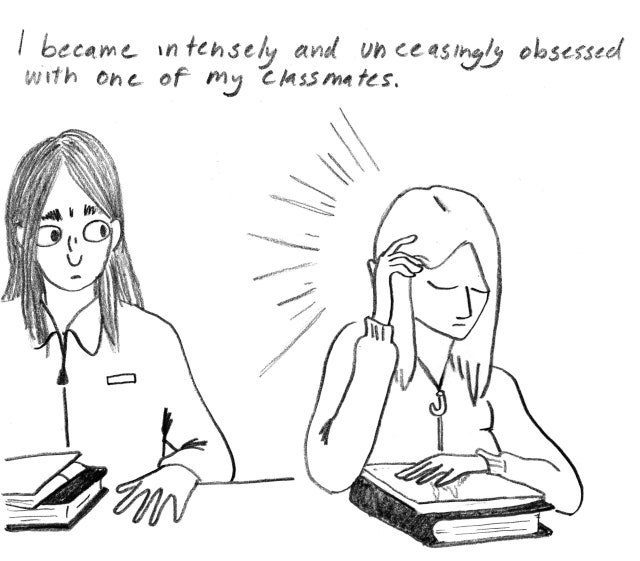 I became intensely and unceasingly obsessed
with one of my classmates.
J